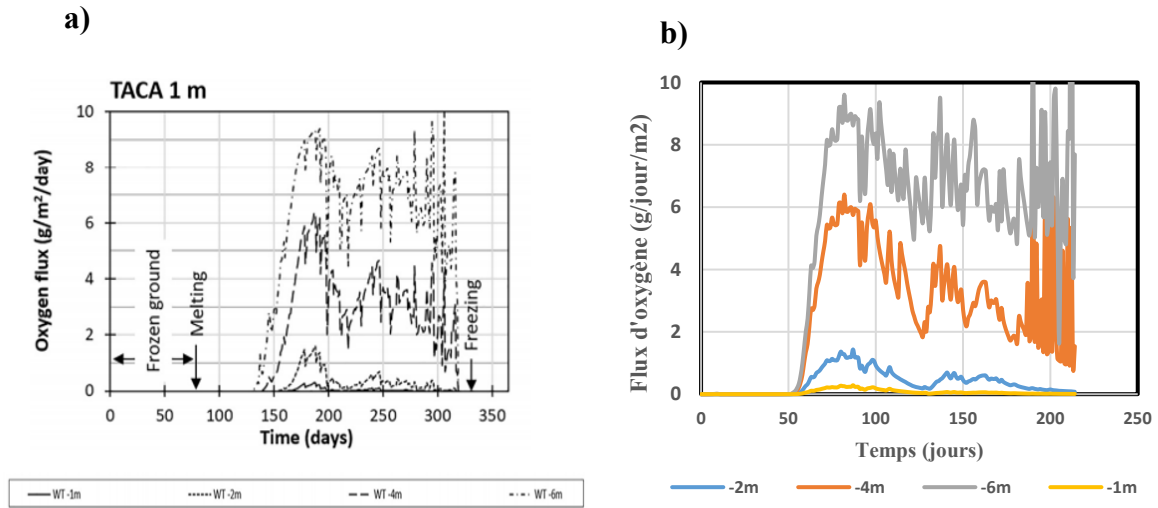 a)
TACA 1 m
Oxygen flux (g/m²/day)
10
8
6
4
2
0
Frozen ground
Melting
Freezing
0 50 100 150 200 250 300 350
Time (days)
WT -1m WT -2m WT -4m WT -6m
b)
Flux d'oxygène (g/jour/m2)
10
8
6
4
2
0
0 50 100 150 200 250
Temps (jours)
-2m -4m -6m -1m